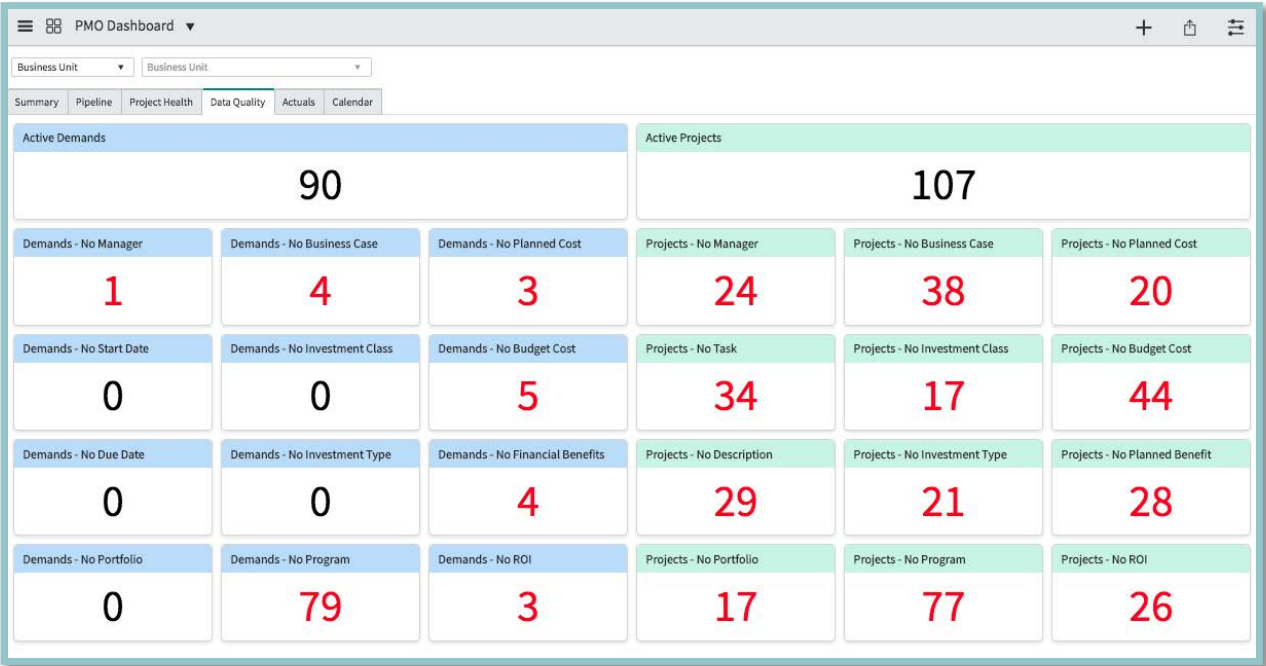 PMO Dashboard
Business Unit Business Unit
Summary Pipeline Project Health Data Quality Actuals Calendar
Active Demands Active Projects
90 107
Demands - No Manager Demands - No Business Case Demands - No Planned Cost Projects - No Manager Projects - No Business Case Projects - No Planned Cost
1 4 3 24 38 20
Demands - No Start Date Demands - No Investment Class Demands - No Budget Cost Projects - No Task Projects - No Investment Class Projects - No Budget Cost
0 0 5 34 17 44
Demands - No Due Date Demands - No Investment Type Demands - No Financial Benefits Projects - No Description Projects - No Investment Type Projects - No Planned Benefit
0 0 4 29 21 28
Demands - No Portfolio Demands - No Program Demands - No ROI Projects - No Portfolio Projects - No Program Projects - No ROI
0 79 3 17 77 26